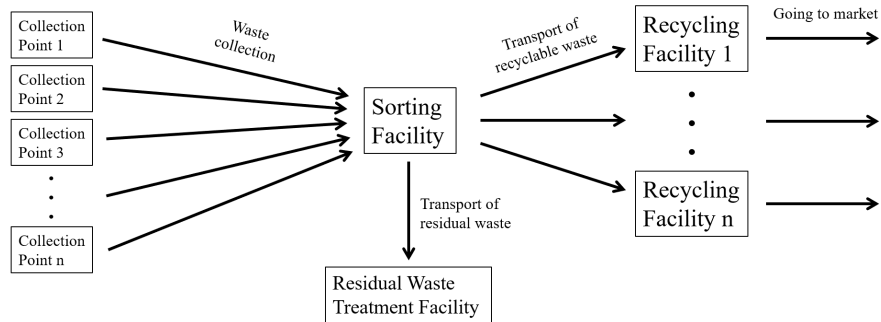 Collection
Point 1
Collection
Point 2
Collection
Point 3
Collection
Point n
Waste
collection
Sorting
Facility
Transport of
residual waste
Residual Waste
Treatment Facility
Transport of
recyclable waste
Recycling
Facility 1
Recycling
Facility n
Going to market